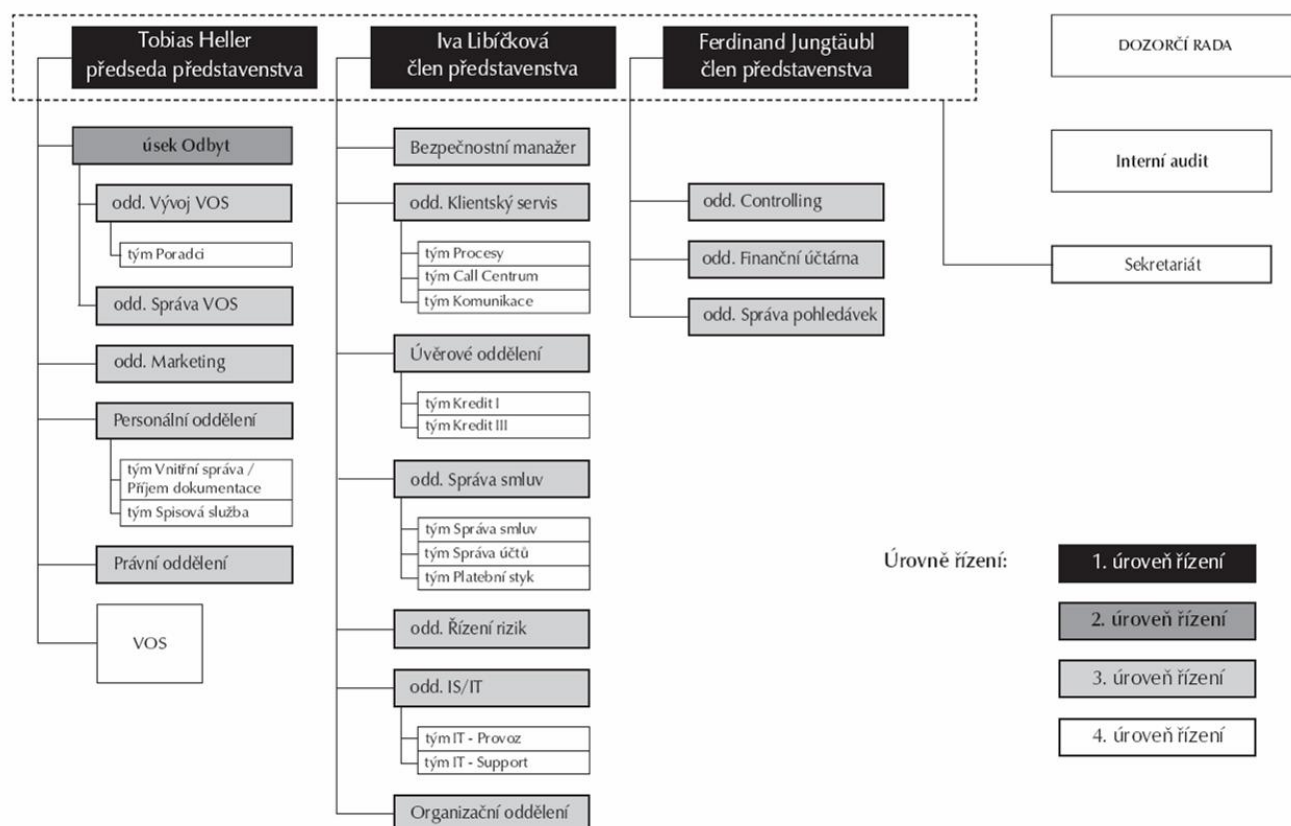 Tobias Heller
předseda představenstva
úsek Odbyt
odd. Vývoj VOS
tým Poradci
odd. Správa VOS
odd. Marketing
Personální oddělení
tým Vnitřní správa /
Příjem dokumentace
tým Spisová služba
Právní oddělení
VOS
Iva Libíčková
člen představenstva
Bezpečnostní manažer
odd. Klientský servis
tým Procesy
tým Call Centrum
tým Komunikace
Úvěrové oddělení
tým Kredit I
tým Kredit III
odd. Správa smluv
tým Správa smluv
tým Správa účtů
tým Platební styk
odd. Řízení rizik
odd. IS/IT
tým IT - Provoz
tým IT - Support
Organizační oddělení
Ferdinand Jungtäubl
člen představenstva
odd. Controlling
odd. Finanční účtárna
odd. Správa pohledávek
DOZORČÍ RADA
Interní audit
Sekretariát
Úrovně řízení:
1. úroveň řízení
2. úroveň řízení
3. úroveň řízení
4. úroveň řízení